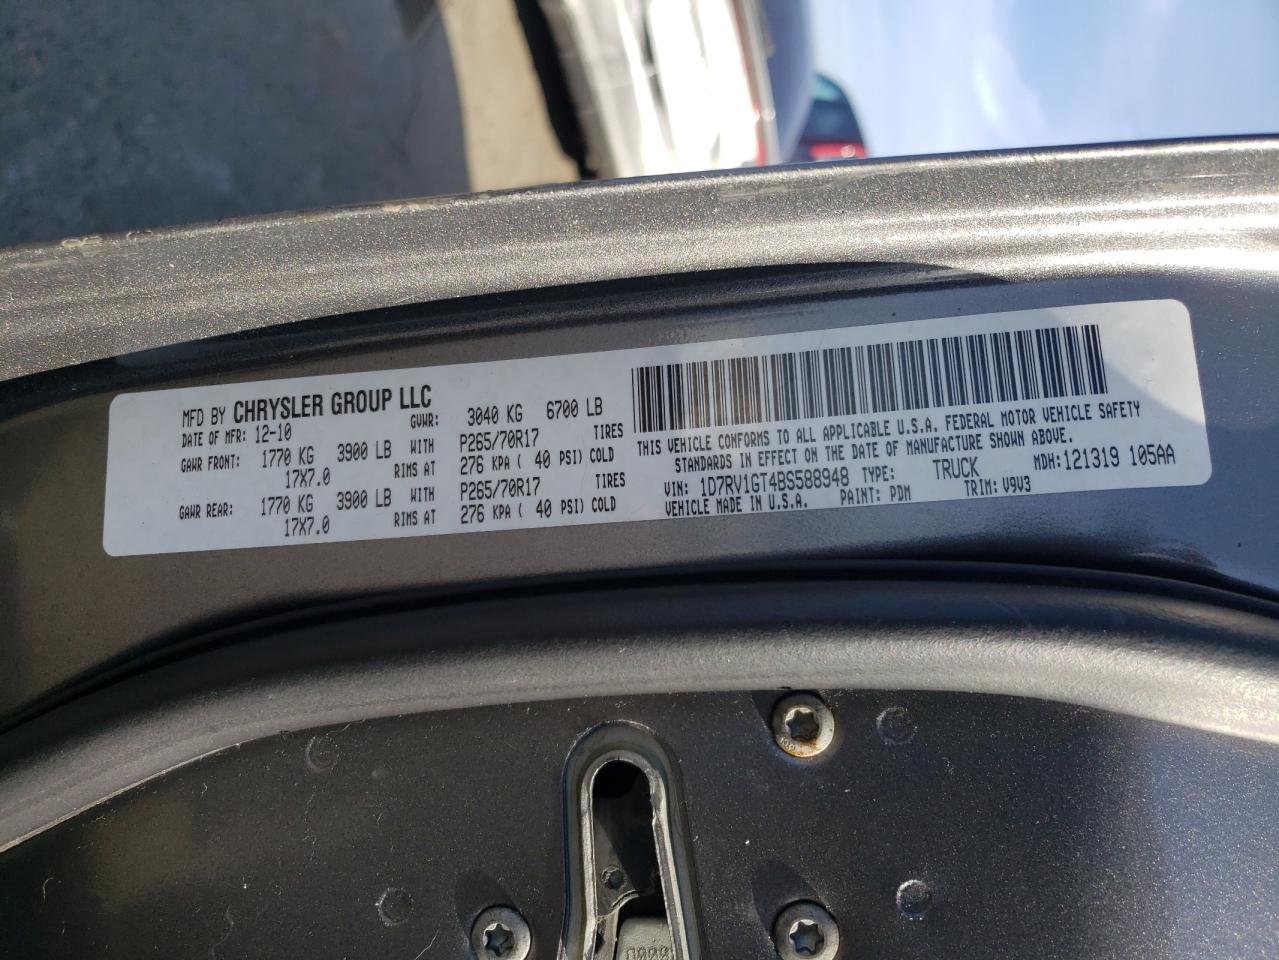 MFD BY CHRYSLER GROUP LLC
DATE OF MFR: 12-10 GVWR: 3040 KG 6700 LB
GAWR FRONT: 1770 KG 3900 LB WITH P265/70R17 TIRES
17X7.0 RIMS AT 276 KPA ( 40 PSI) COLD
GAWR REAR: 1770 KG 3900 LB WITH P265/70R17 TIRES
17X7.0 RIMS AT 276 KPA ( 40 PSI) COLD
THIS VEHICLE CONFORMS TO ALL APPLICABLE U.S.A. FEDERAL MOTOR VEHICLE SAFETY
STANDARDS IN EFFECT ON THE DATE OF MANUFACTURE SHOWN ABOVE.
VIN: 1D7RV1GT4BS588948 TYPE: TRUCK MDH:121319 105AA
VEHICLE MADE IN U.S.A. PAINT: PDM TRIM: V9V3